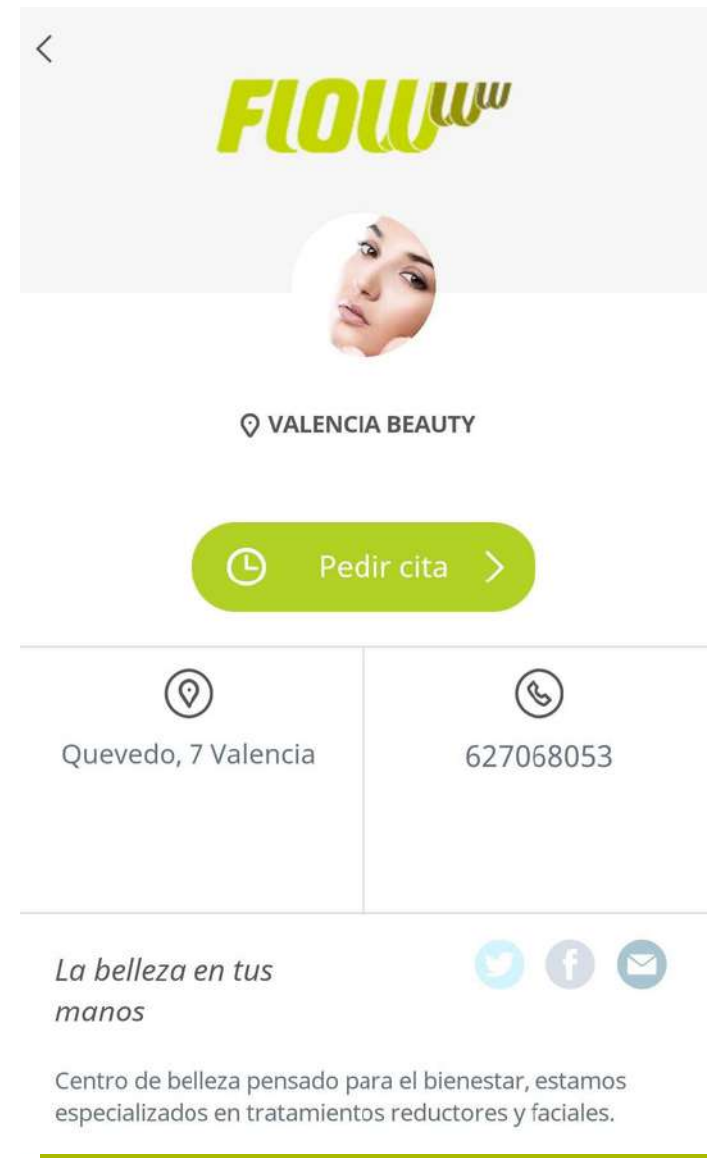 FLOWww
VALENCIA BEAUTY
Pedir cita
Quevedo, 7 Valencia
627068053
La belleza en tus
manos
Centro de belleza pensado para el bienestar, estamos
especializados en tratamientos reductores y faciales.